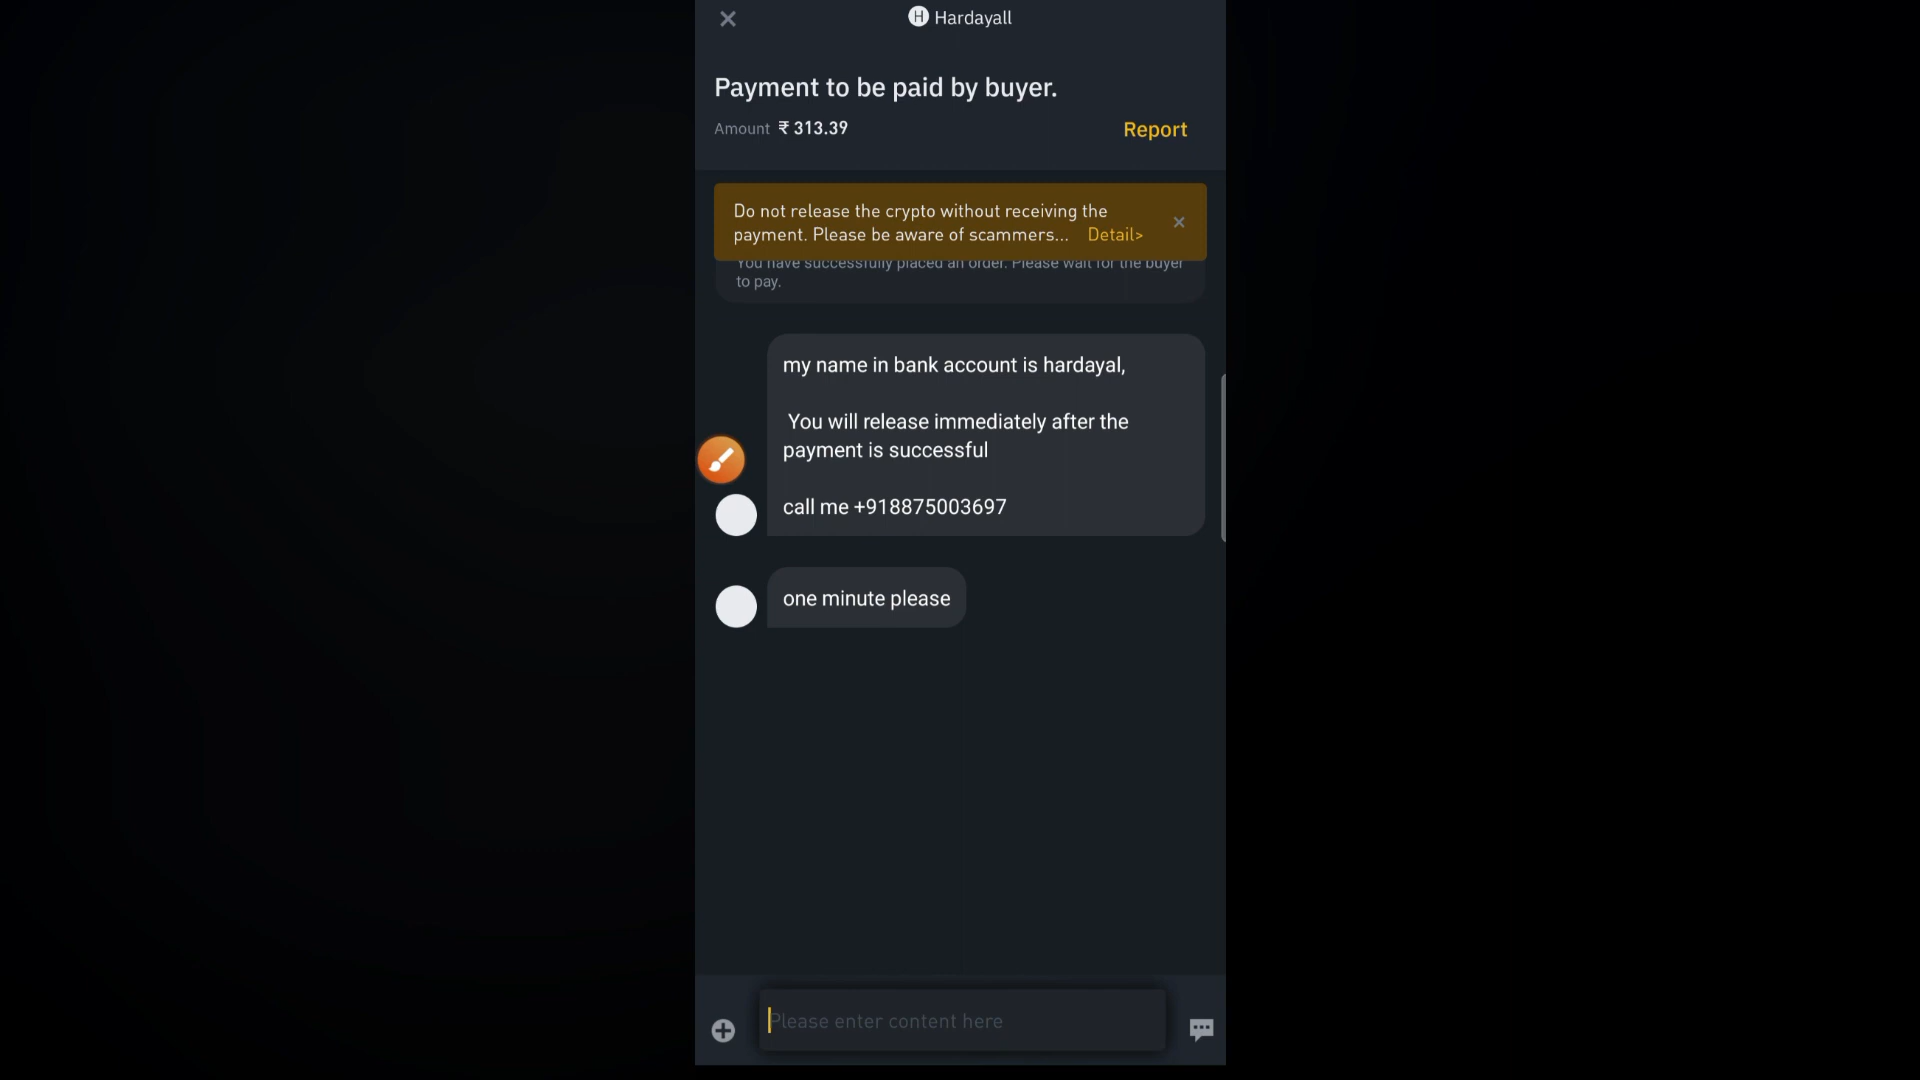 H Hardayall
Payment to be paid by buyer.
Amount ₹ 313.39
Report
Do not release the crypto without receiving the
payment. Please be aware of scammers... Detail>
You have successfully placed an order. Please wait for the buyer
to pay.
my name in bank account is hardayal,
You will release immediately after the
payment is successful
call me +918875003697
one minute please
Please enter content here